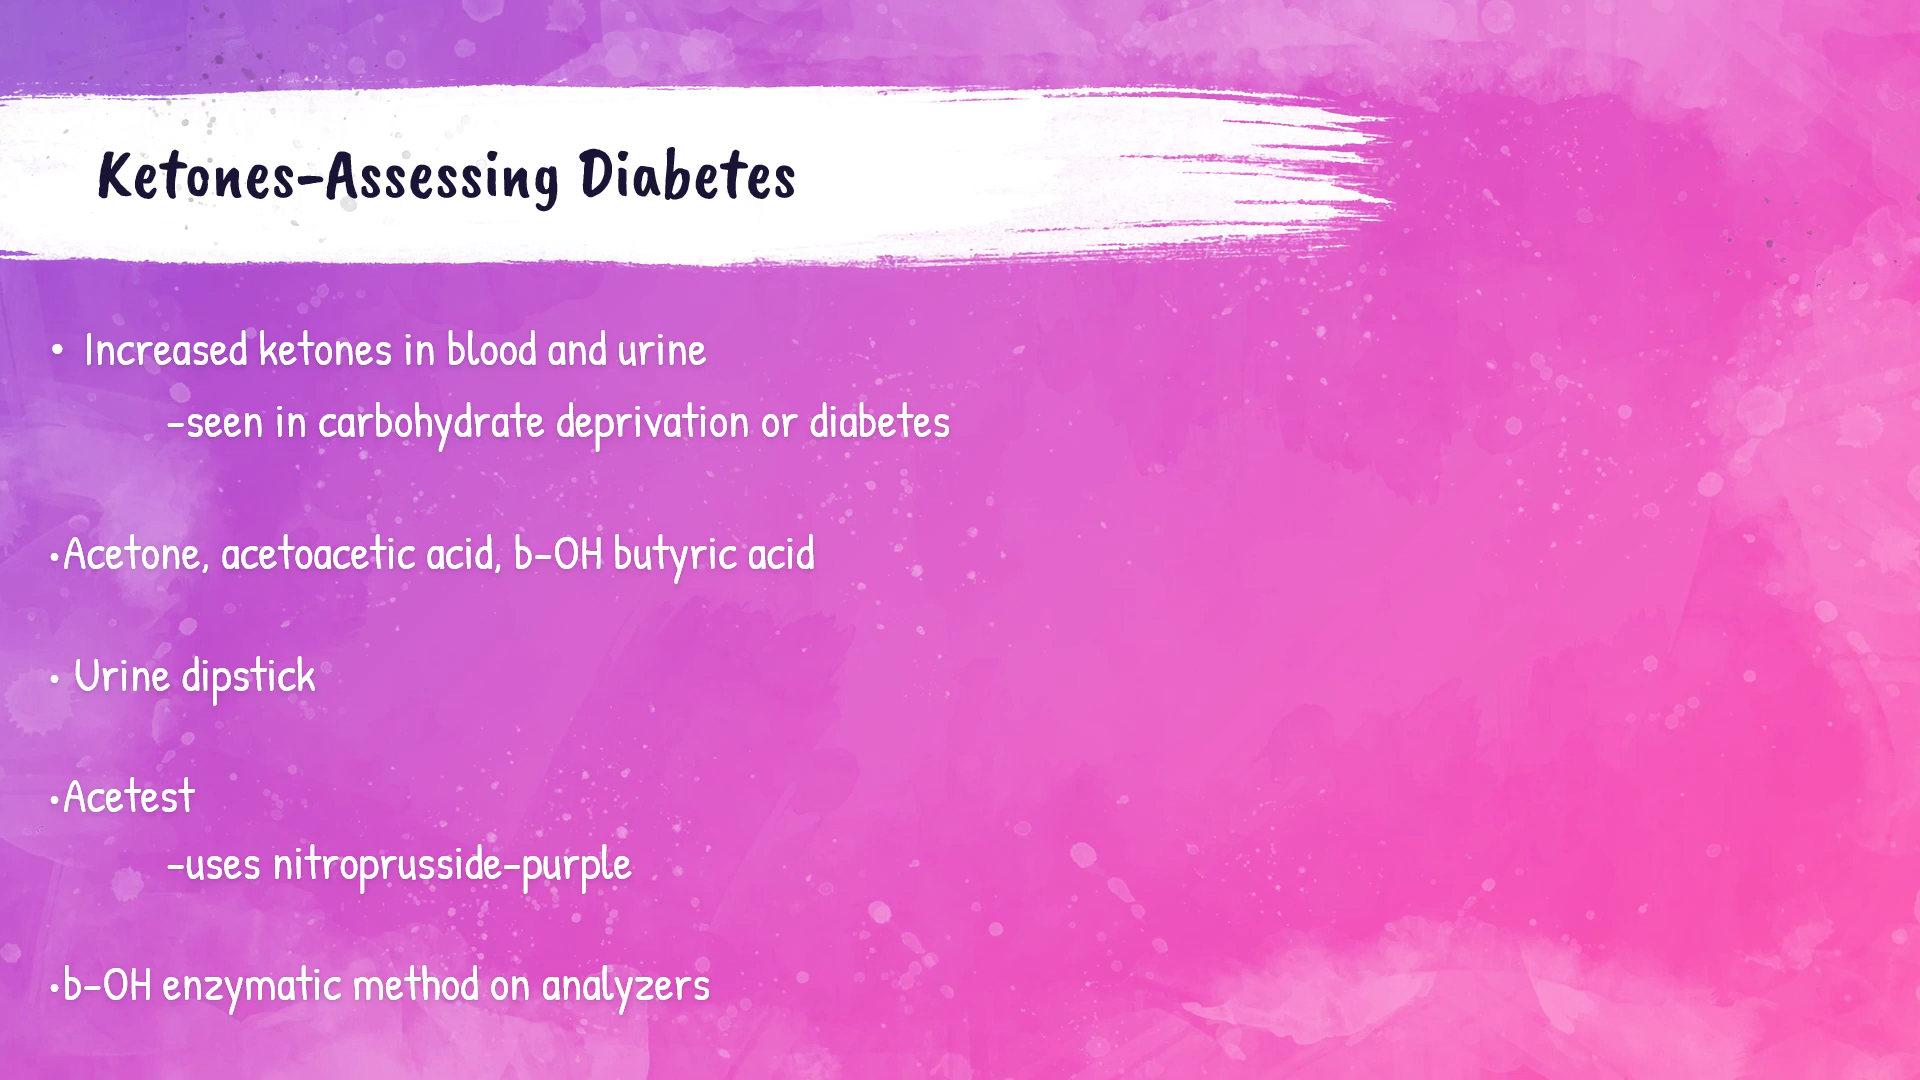 Ketones-Assessing Diabetes
• Increased ketones in blood and urine
-seen in carbohydrate deprivation or diabetes
•Acetone, acetoacetic acid, b-OH butyric acid
• Urine dipstick
•Acetest
-uses nitroprusside-purple
•b-OH enzymatic method on analyzers